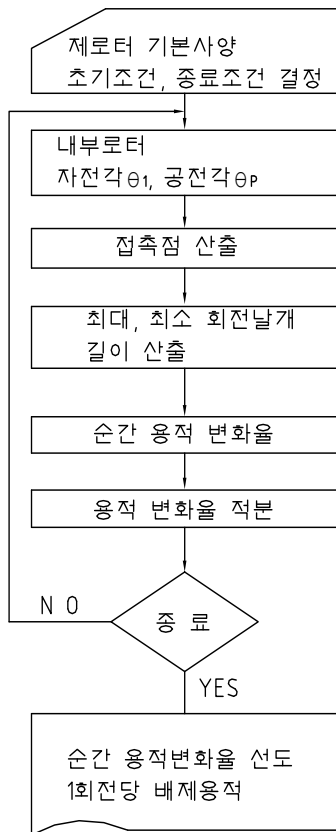 제로터 기본사양
초기조건, 종료조건 결정
내부로터
자전각θ1, 공전각θP
접촉점 산출
최대, 최소 회전날개
길이 산출
순간 용적 변화율
용적 변화율 적분
종 료
N O
YES
순간 용적변화율 선도
1회전당 배제용적